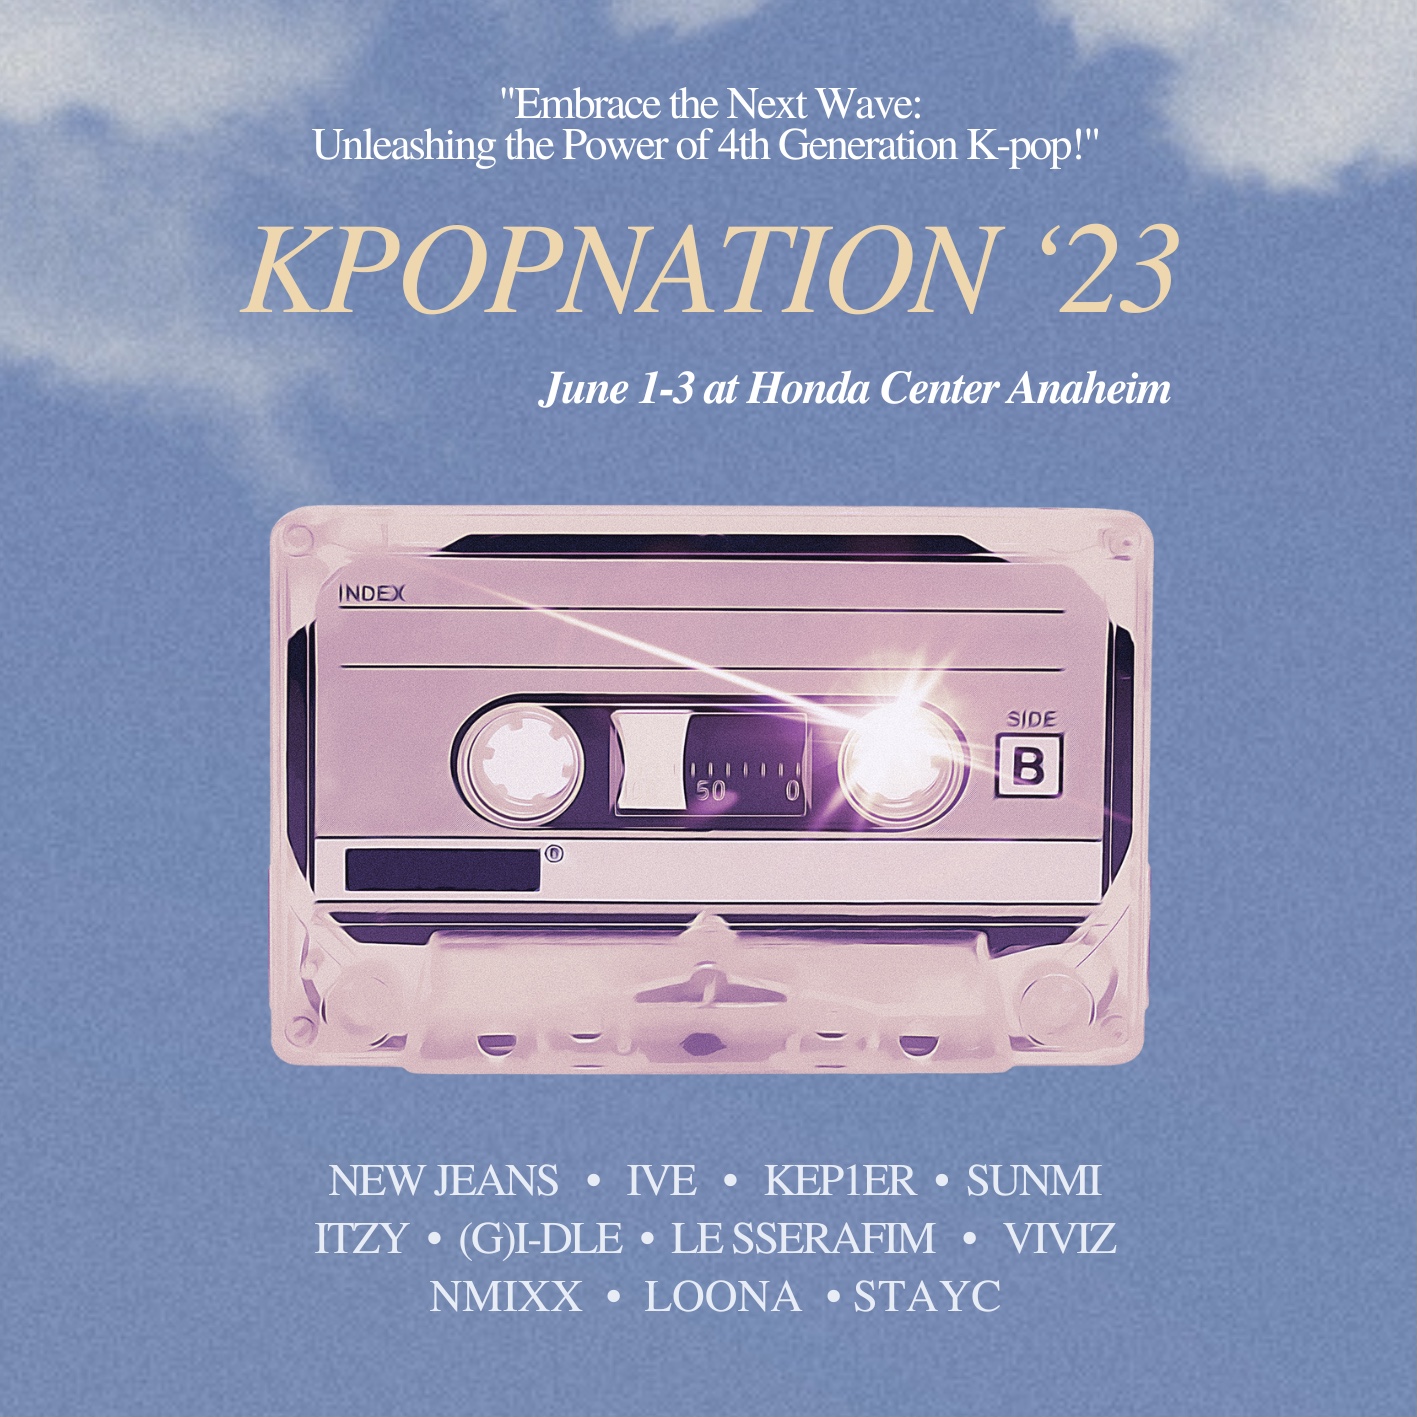 "Embrace the Next Wave:
Unleashing the Power of 4th Generation K-pop!"
KPOPNATION ‘23
June 1-3 at Honda Center Anaheim
INDEX
SIDE
B
50 0
®
NEW JEANS • IVE • KEP1ER • SUNMI
ITZY • (G)I-DLE • LE SSERAFIM • VIVIZ
NMIXX • LOONA • STAYC